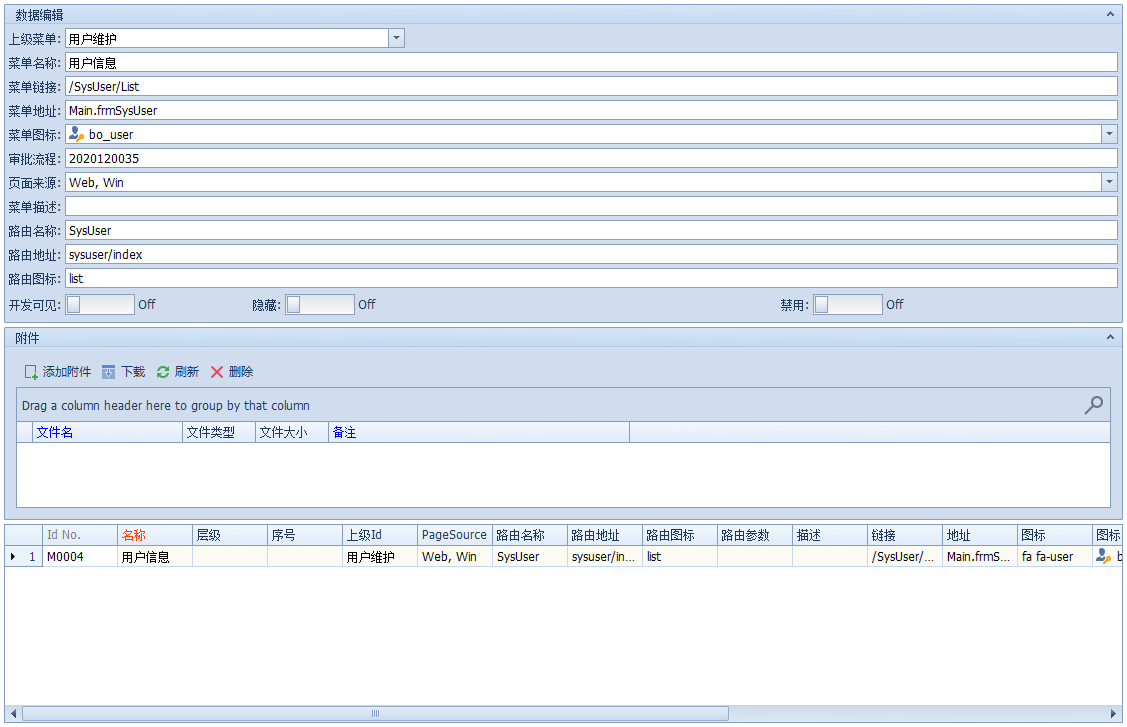 数据编辑
上级菜单: 用户维护
菜单名称: 用户信息
菜单链接: /SysUser/List
菜单地址: Main.frmSysUser
菜单图标: bo_user
审批流程: 2020120035
页面来源: Web, Win
菜单描述:
路由名称: SysUser
路由地址: sysuser/index
路由图标: list
开发可见: Off 隐藏: Off 禁用: Off
附件
添加附件 下载 刷新 删除
Drag a column header here to group by that column
文件名 文件类型 文件大小 备注
Id No. 名称 层级 序号 上级Id PageSource 路由名称 路由地址 路由图标 路由参数 描述 链接 地址 图标 图标
1 M0004 用户信息 用户维护 Web, Win SysUser sysuser/in... list /SysUser/... Main.frmS... fa fa-user b